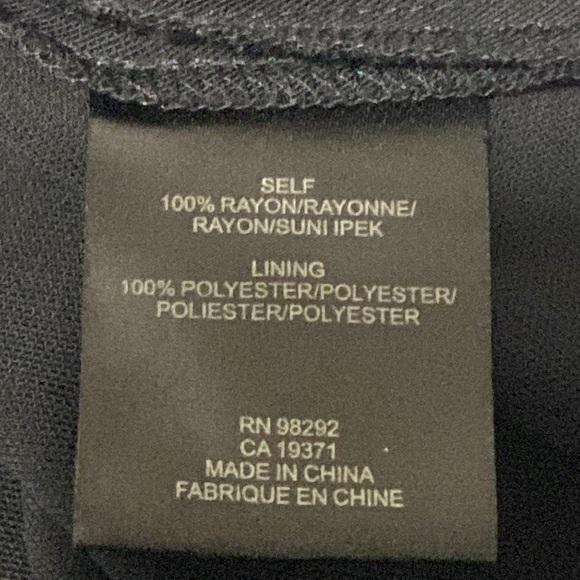 SELF
100% RAYON/RAYONNE/
RAYON/SUNI IPEK
LINING
100% POLYESTER/POLYESTER/
POLIESTER/POLYESTER
RN 98292
CA 19371
MADE IN CHINA
FABRIQUE EN CHINE